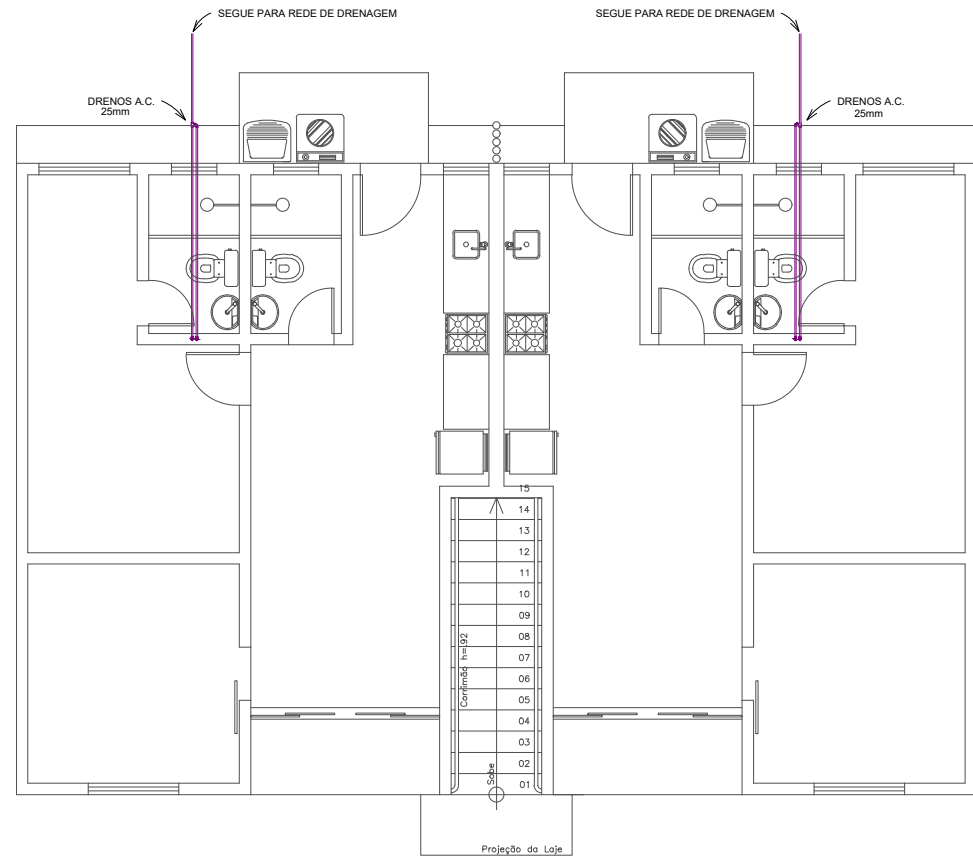 SEGUE PARA REDE DE DRENAGEM
SEGUE PARA REDE DE DRENAGEM
DRENOS A.C.
25mm
DRENOS A.C.
25mm
15
14
13
12
11
10
09
08
07
06
05
04
03
02
01
Corrimão h=.92
Sobe
Projeção da Laje